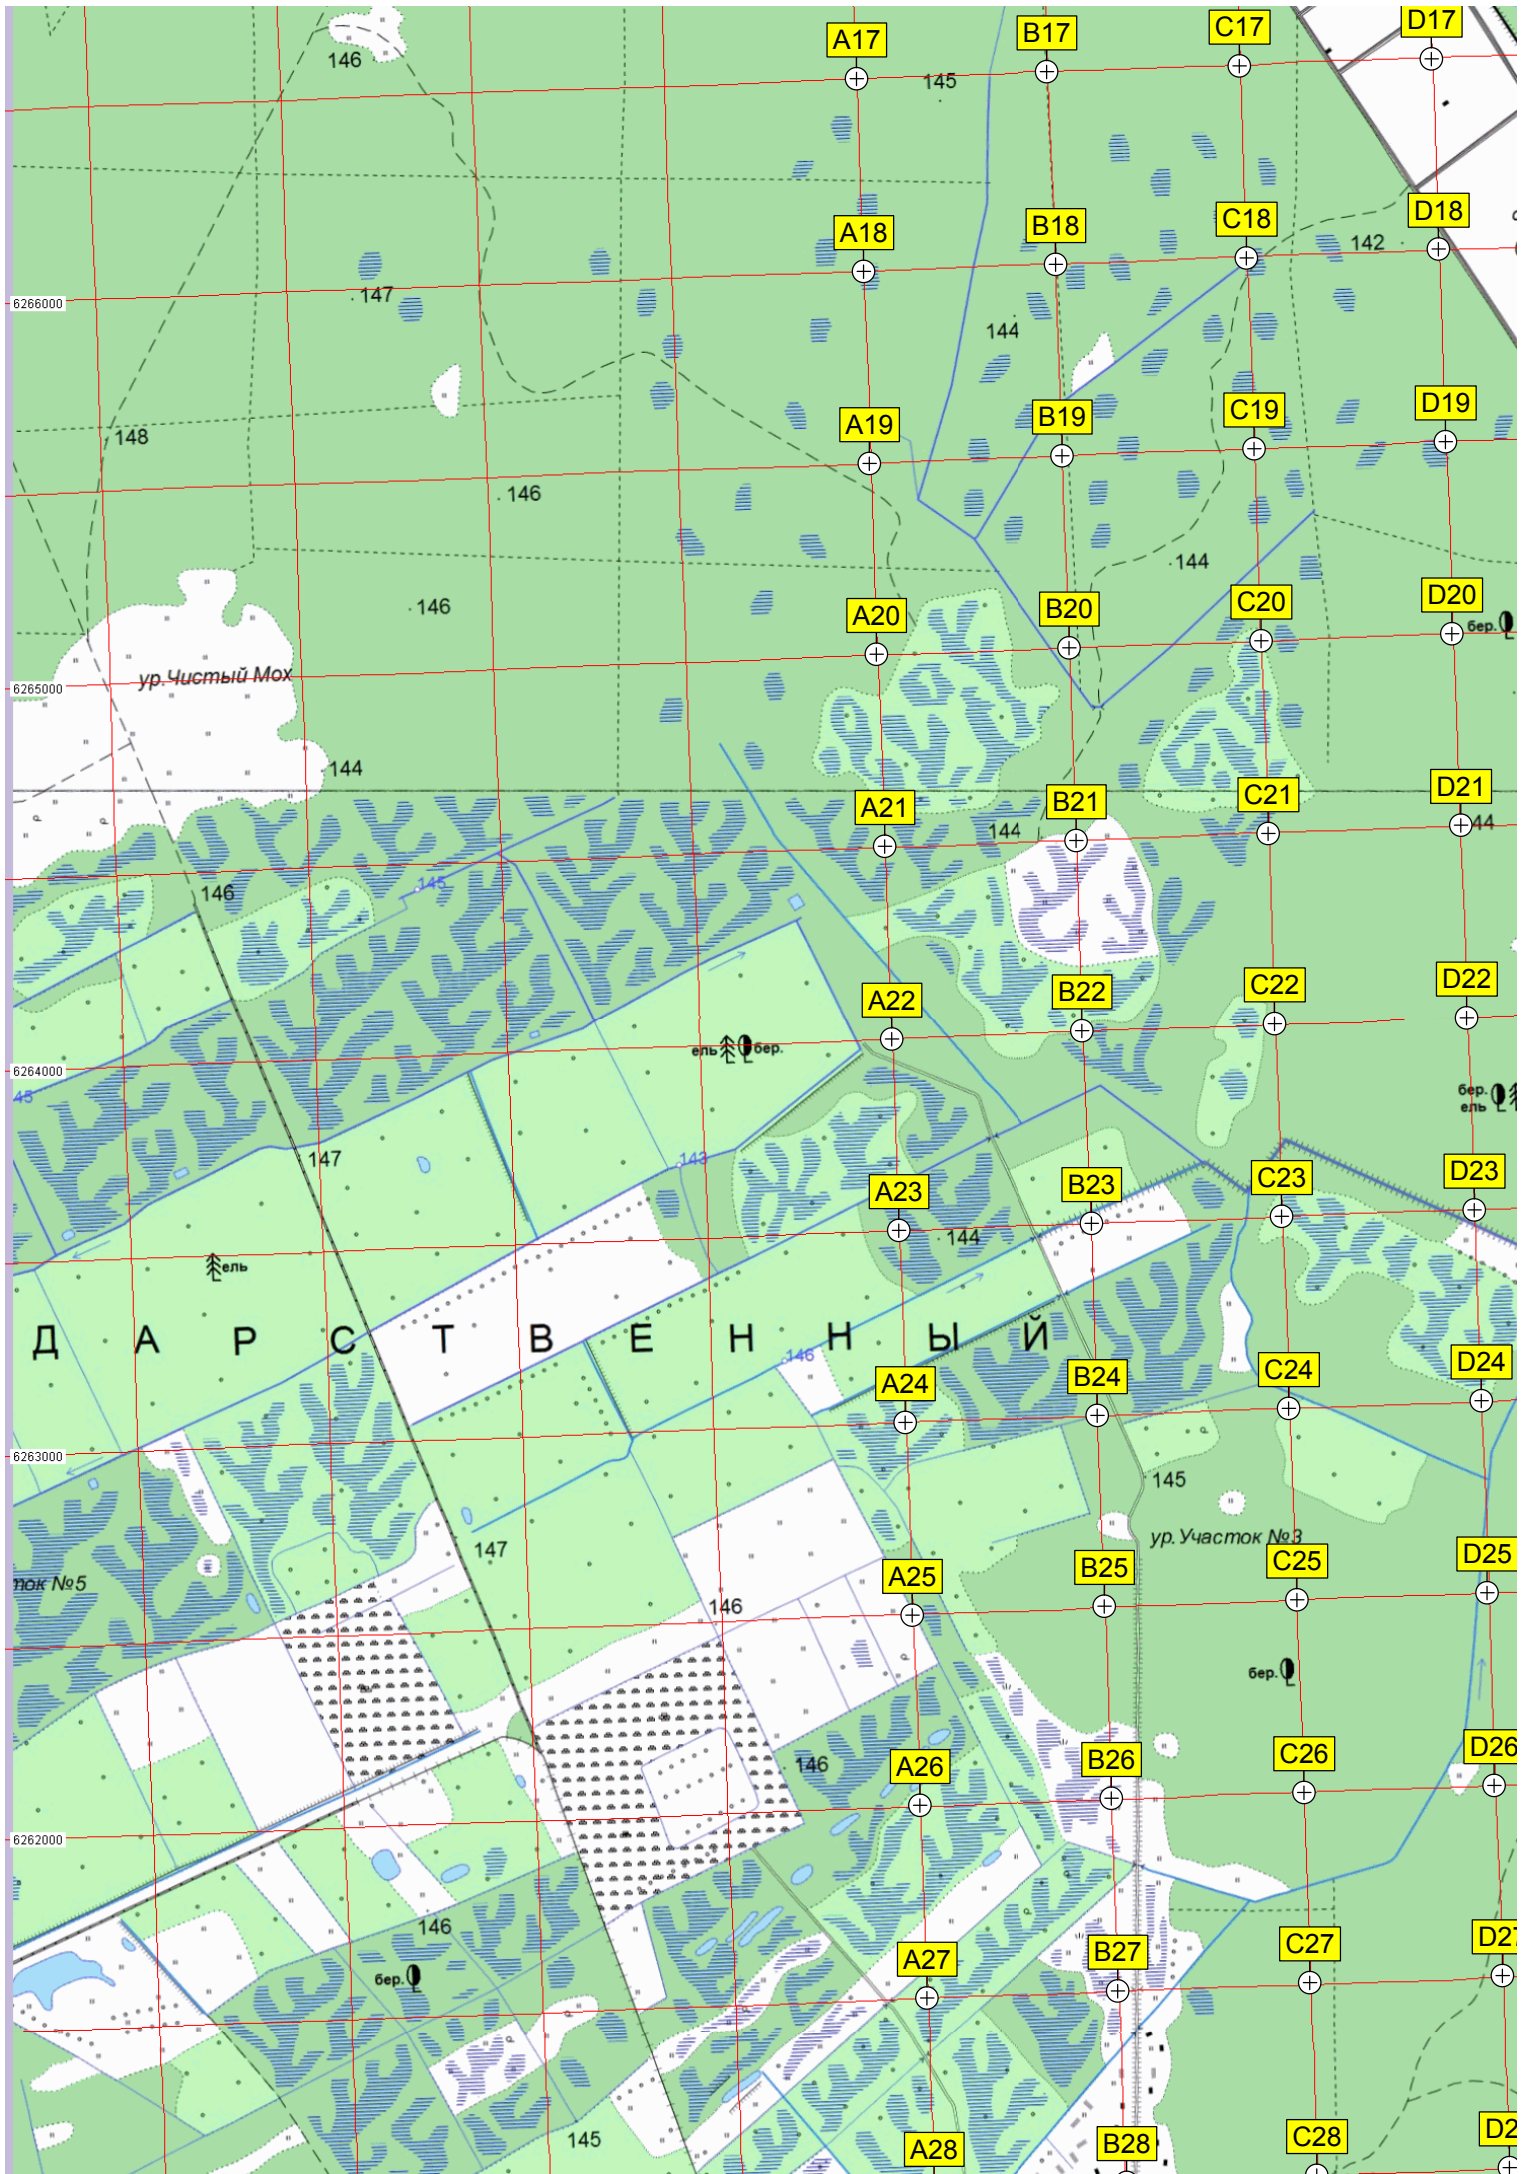 A17 B17 C17 D17
146
145
A18 B18 C18 D18
142
147
6266000
144
A19 B19 C19 D19
148
146
144
146
A20 B20 C20 D20
бер.
ур.Чистый Мох
6265000
144
A21 B21 C21 D21
144
44
145
146
A22 B22 C22 D22
ель бер.
6264000
45
бер.
ель
147
143
A23 B23 C23 D23
144
ель
Д А Р С Т В Е Н Н Ы Й
146
A24 B24 C24 D24
6263000
145
ур.Участок №3
147
ток №5
A25 B25 C25 D25
146
бер.
A26 B26 C26 D26
146
6262000
146
A27 B27 C27 D27
бер.
145
A28 B28 C28 D2